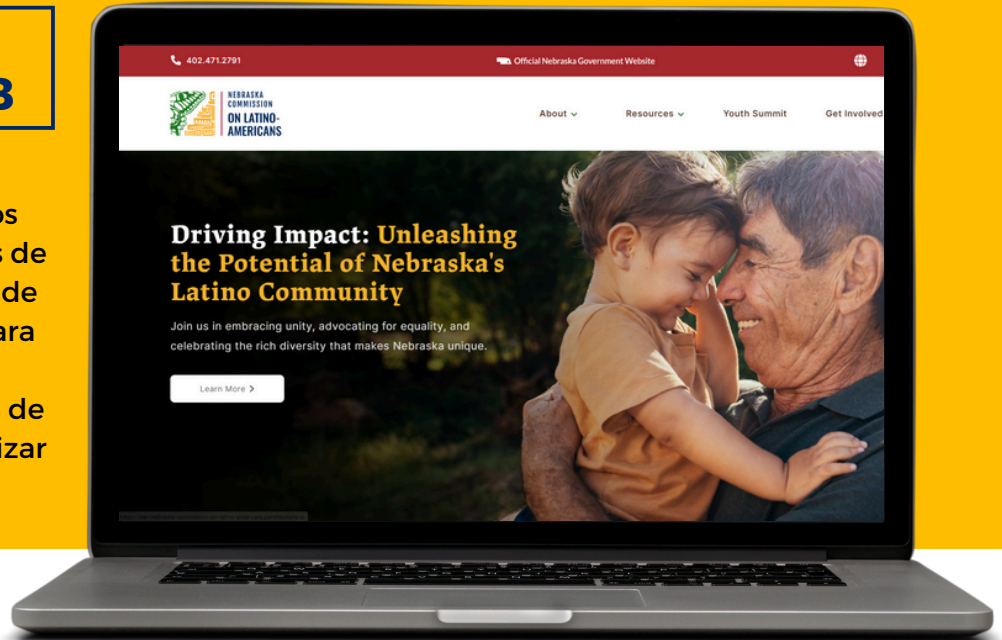 B
os
s de
de
ara
de
izar
402.471.2791
Official Nebraska Government Website
NEBRASKA
COMMISSION
ON LATINO-
AMERICANS
About
Resources
Youth Summit
Get Involved
Driving Impact: Unleashing
the Potential of Nebraska's
Latino Community
Join us in embracing unity, advocating for equality, and
celebrating the rich diversity that makes Nebraska unique.
Learn More >